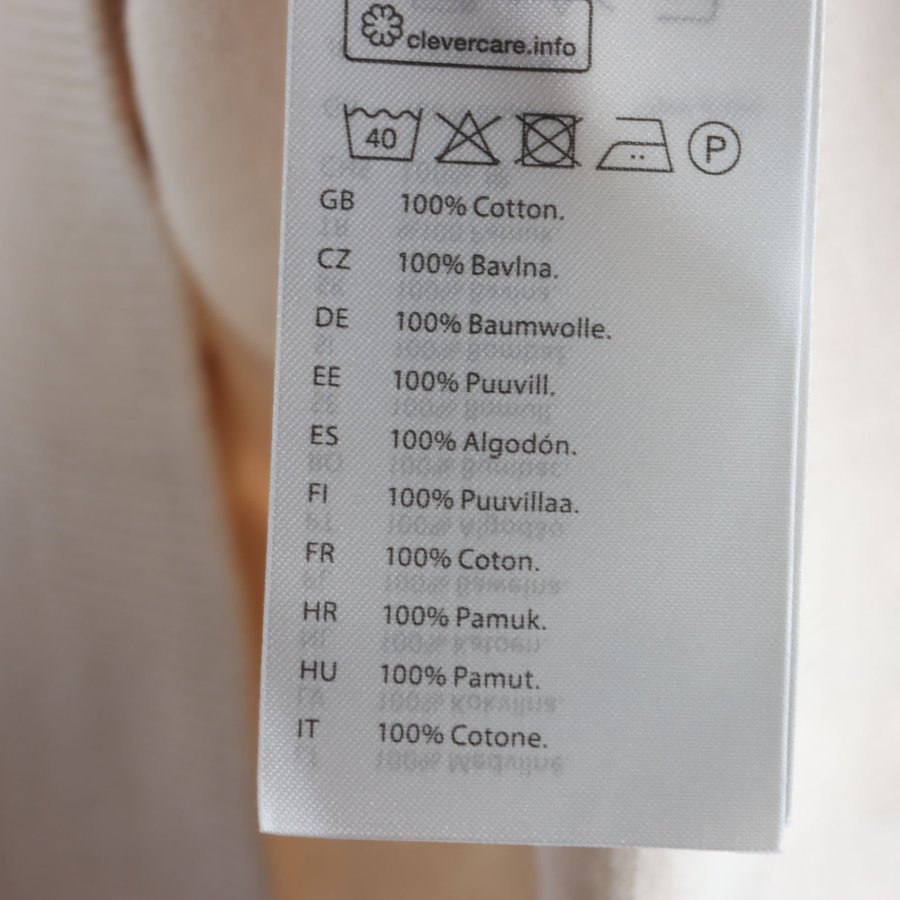 clevercare.info
40 P
GB 100% Cotton.
CZ 100% Bavlna.
DE 100% Baumwolle.
EE 100% Puuvill.
ES 100% Algodón.
FI 100% Puuvillaa.
FR 100% Coton.
HR 100% Pamuk.
HU 100% Pamut.
IT 100% Cotone.